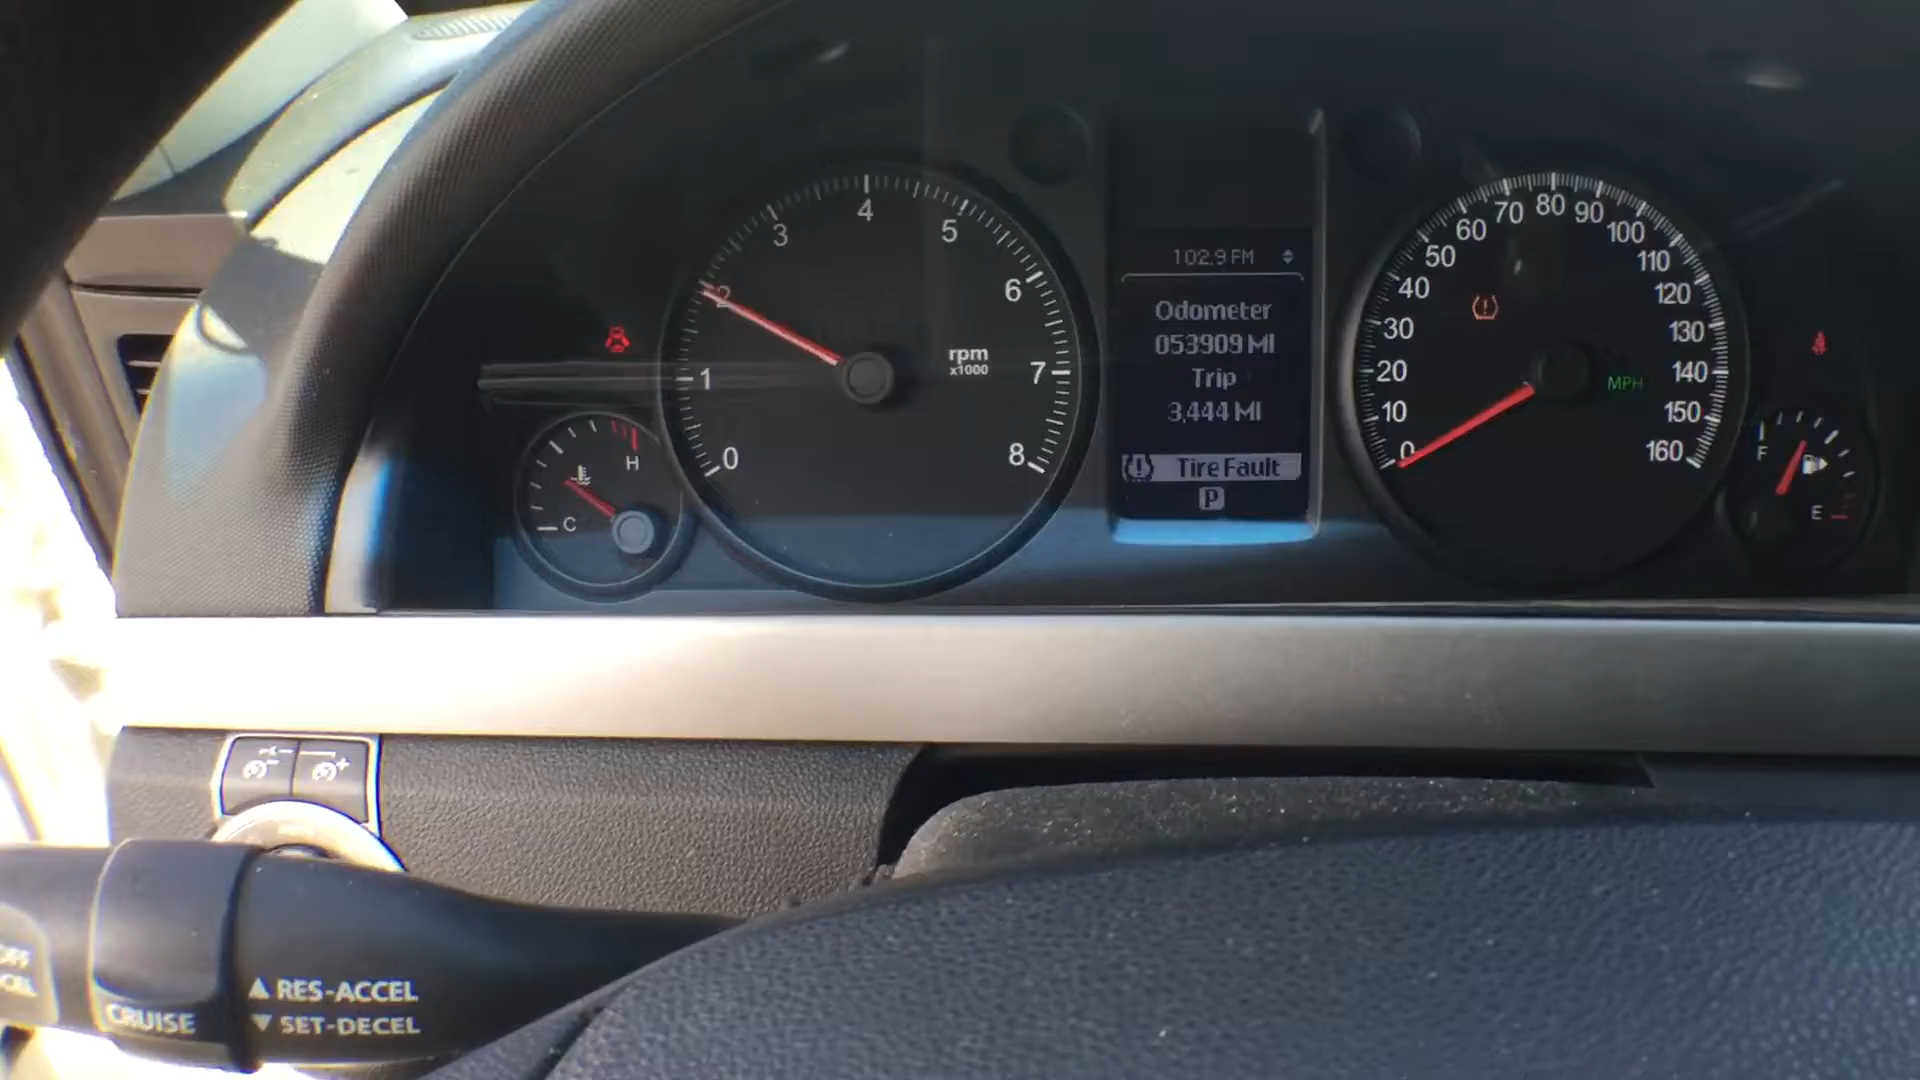 4
3
5
2
6
rpm
x1000
1
7
0
8
H
C
102.9 FM
Odometer
053909 MI
Trip
3,444 MI
Tire Fault
P
80
70
90
60
100
50
110
40
120
30
130
20
MPH
140
10
150
0
160
F
E
RES-ACCEL
CRUISE
SET-DECEL